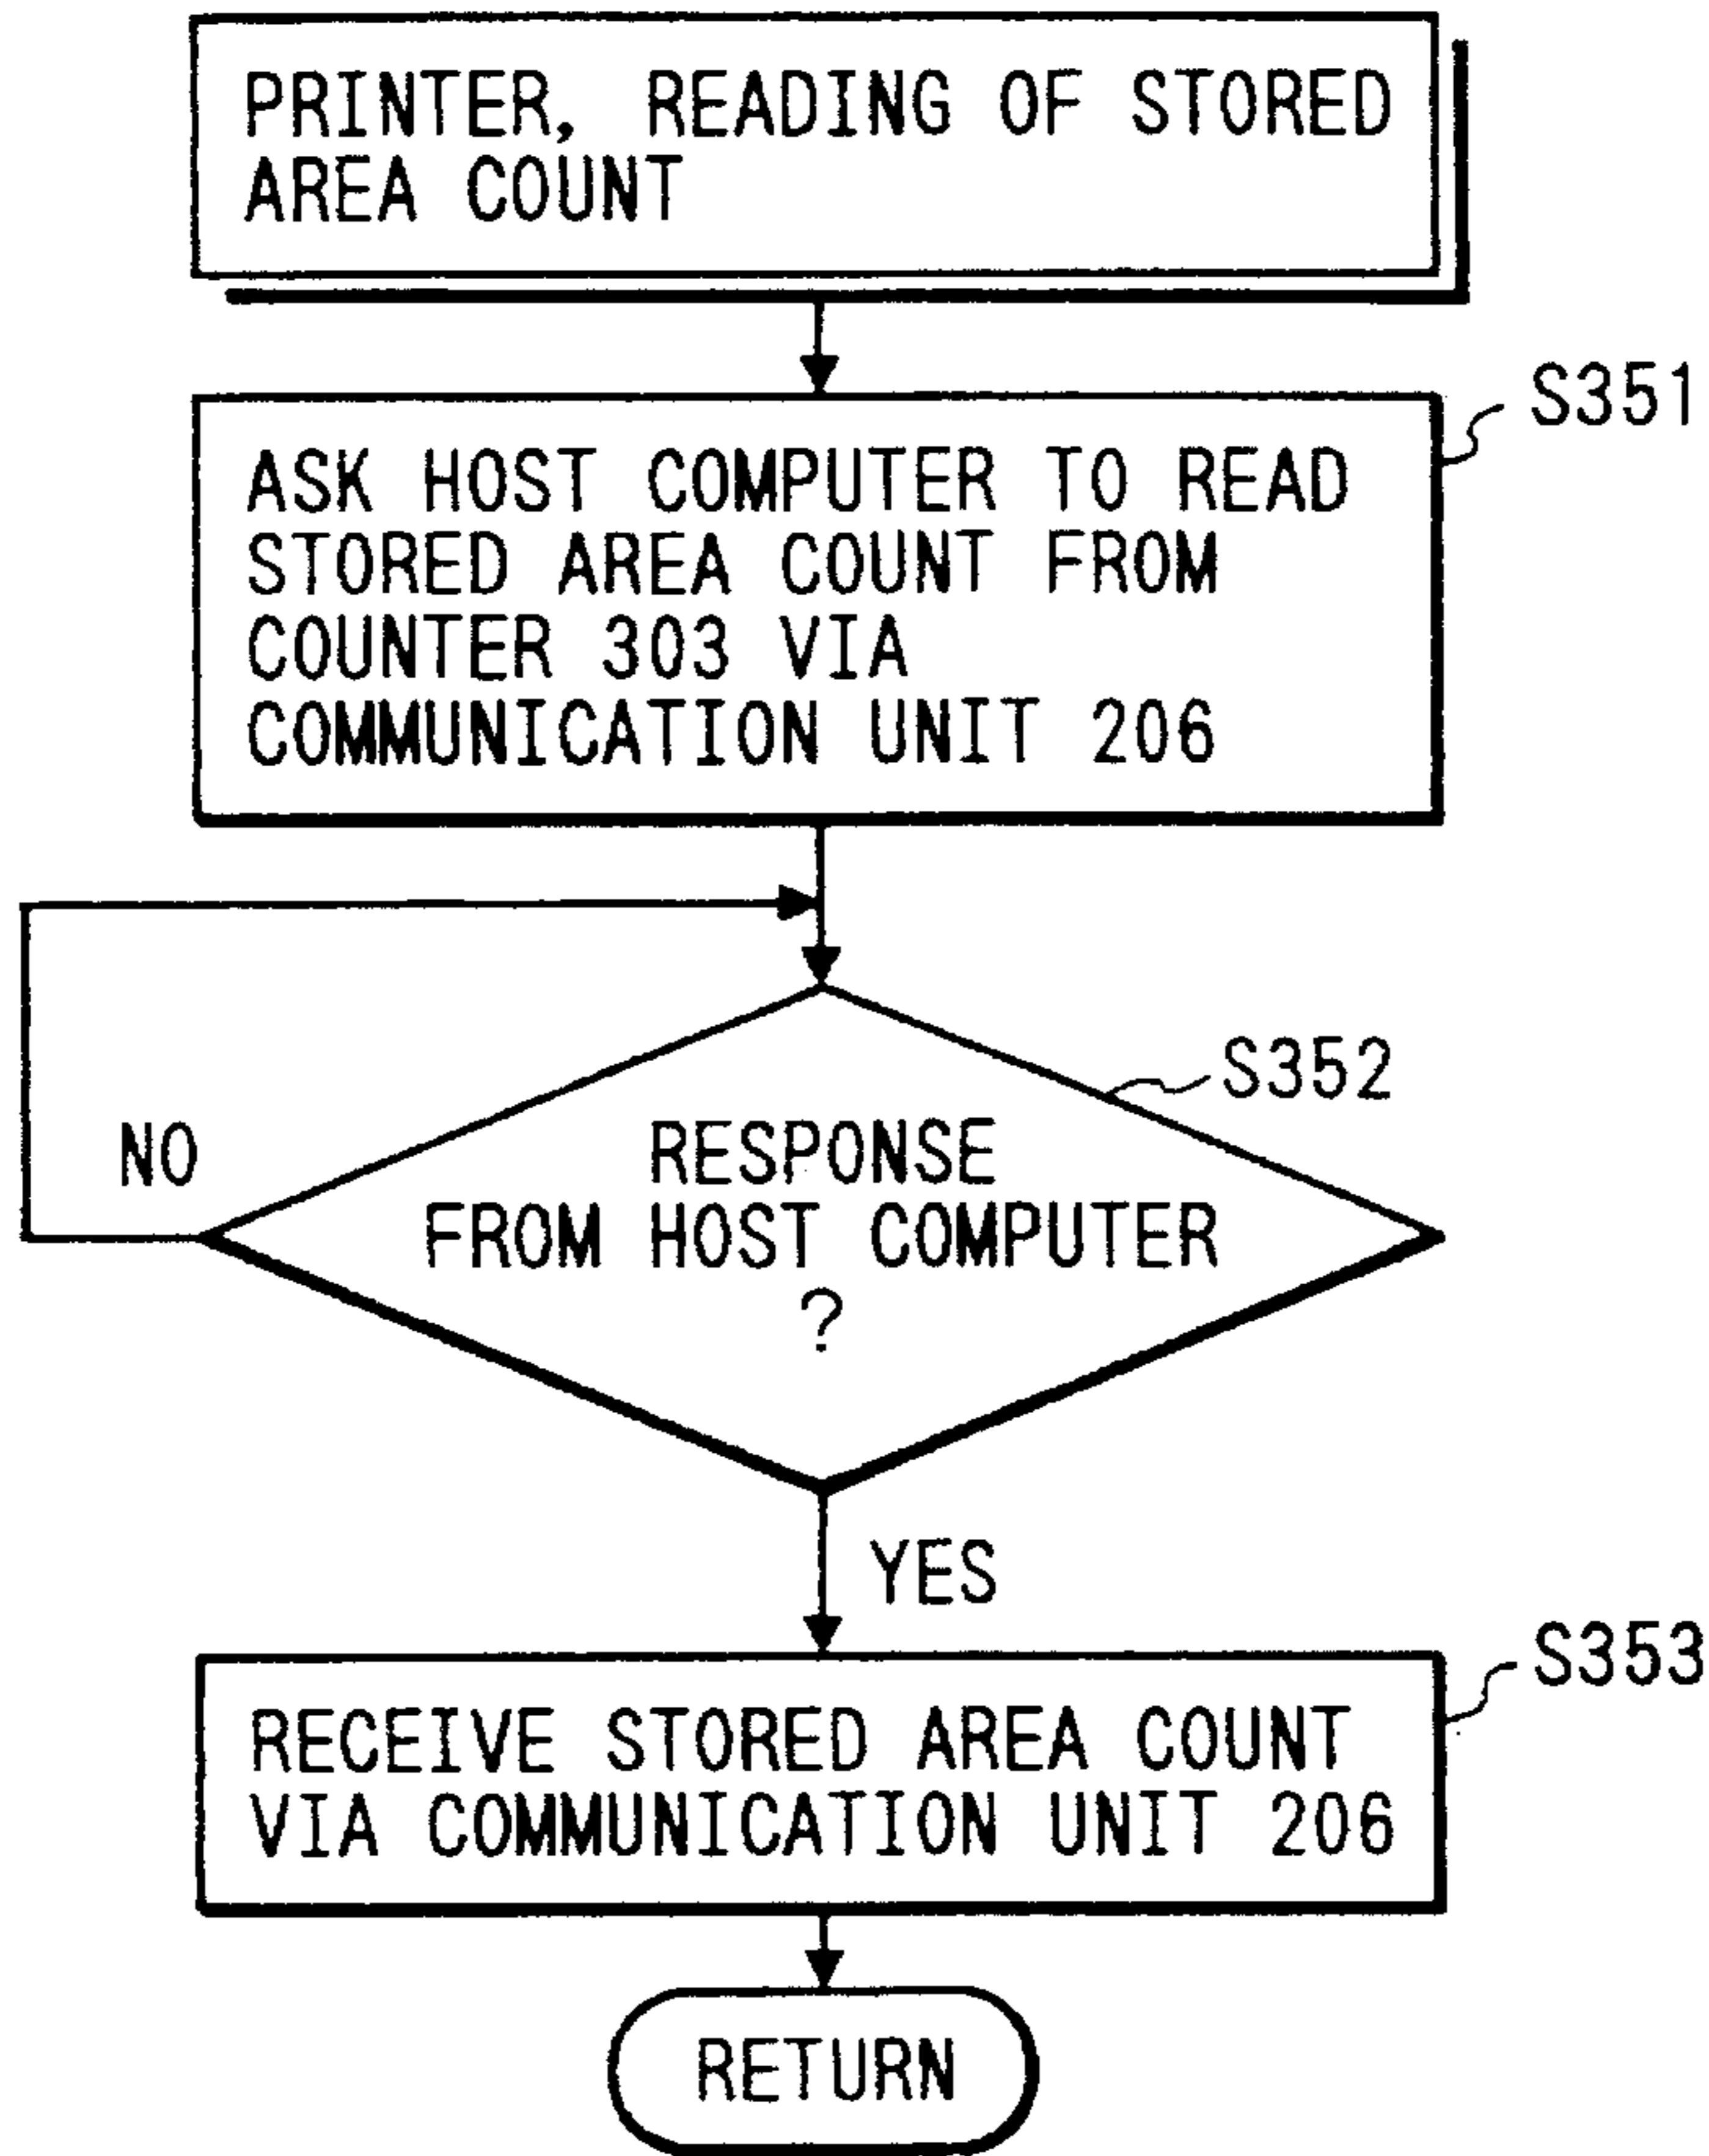 PRINTER, READING OF STORED
AREA COUNT
S351
ASK HOST COMPUTER TO READ
STORED AREA COUNT FROM
COUNTER 303 VIA
COMMUNICATION UNIT 206
S352
NO
RESPONSE
FROM HOST COMPUTER
?
YES
S353
RECEIVE STORED AREA COUNT
VIA COMMUNICATION UNIT 206
RETURN